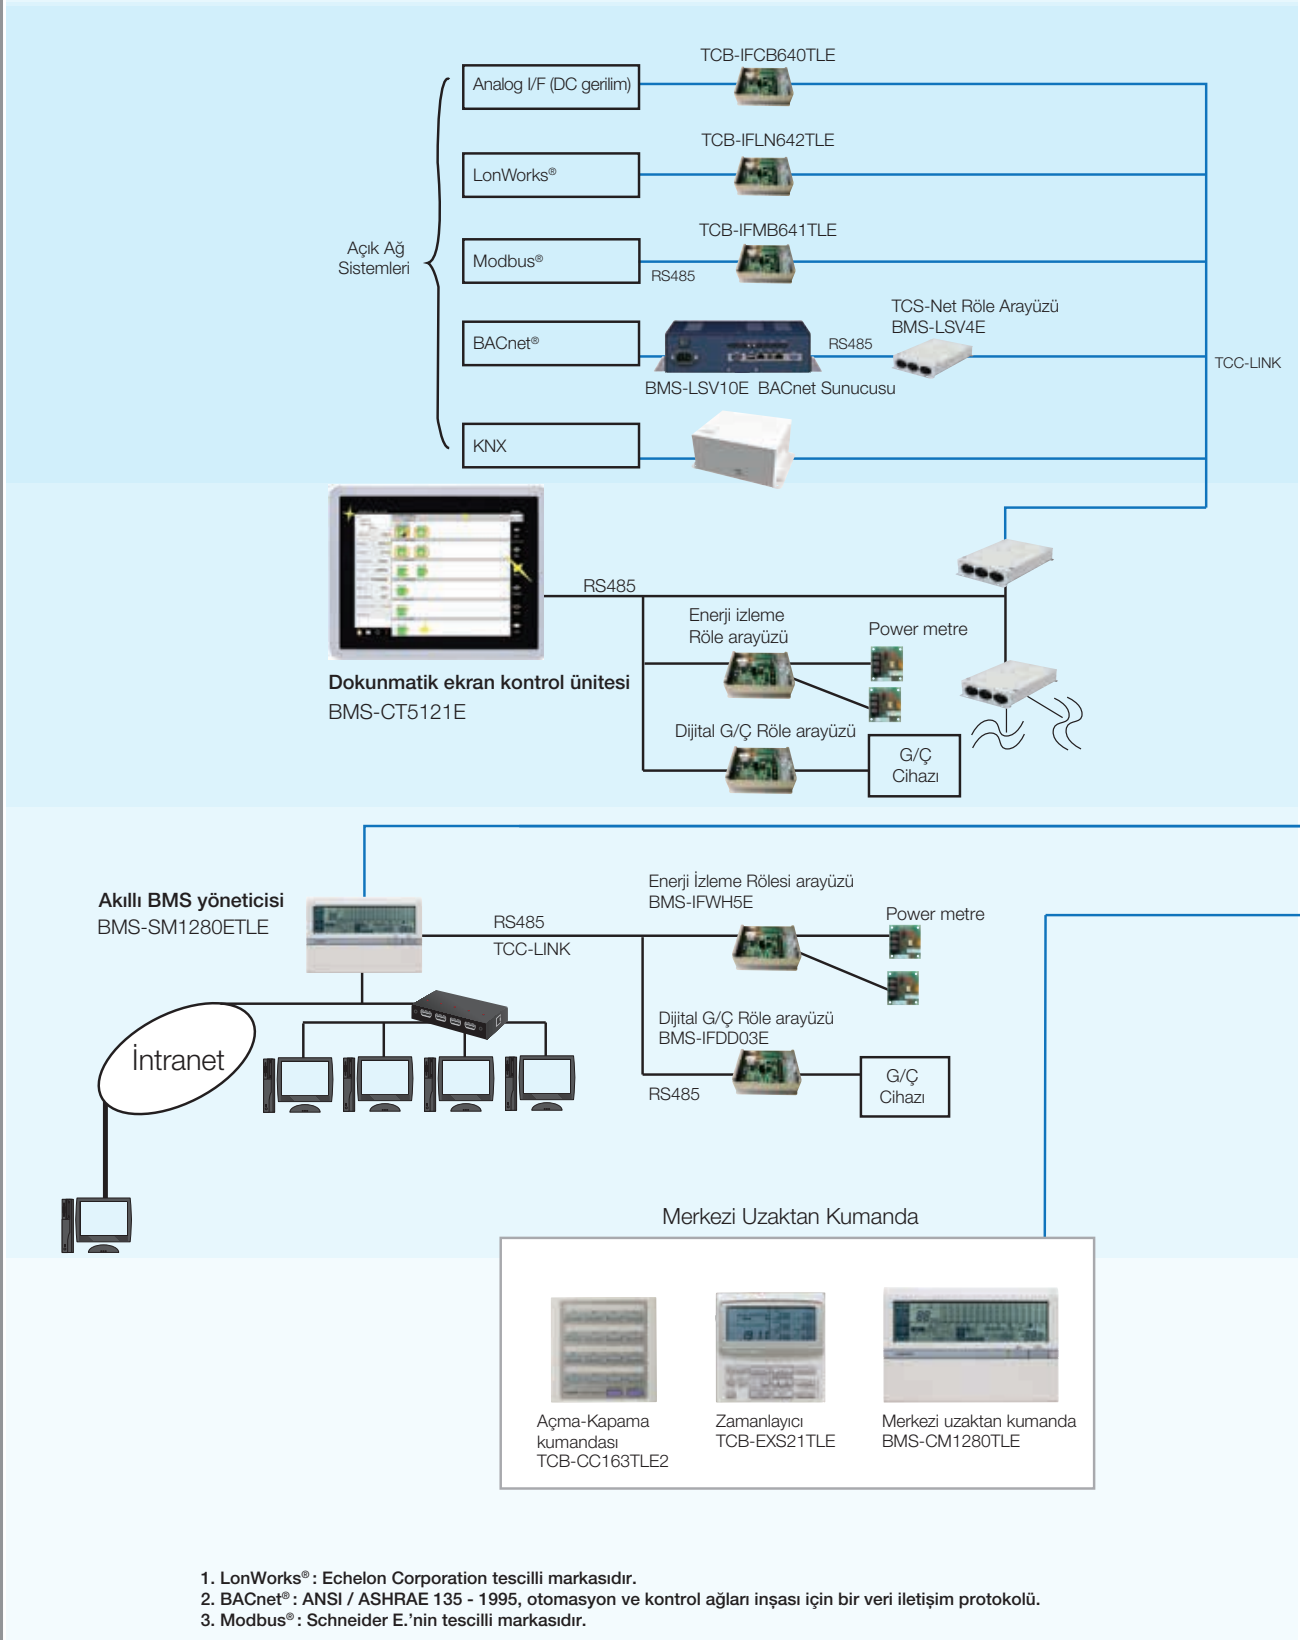 TCB-IFCB640TLE
Analog I/F (DC gerilim)
TCB-IFLN642TLE
LonWorks®
TCB-IFMB641TLE
Açık Ağ
Sistemleri
Modbus®
RS485
TCS-Net Röle Arayüzü
BMS-LSV4E
BACnet®
RS485
TCC-LINK
BMS-LSV10E BACnet Sunucusu
KNX
RS485
Enerji izleme
Röle arayüzü
Power metre
Dokunmatik ekran kontrol ünitesi
BMS-CT5121E
Dijital G/Ç Röle arayüzü
G/Ç
Cihazı
Akıllı BMS yöneticisi
BMS-SM1280ETLE
RS485
TCC-LINK
Enerji İzleme Rölesi arayüzü
BMS-IFWH5E
Power metre
İntranet
Dijital G/Ç Röle arayüzü
BMS-IFDD03E
RS485
G/Ç
Cihazı
Merkezi Uzaktan Kumanda
Açma-Kapama
kumandası
TCB-CC163TLE2
Zamanlayıcı
TCB-EXS21TLE
Merkezi uzaktan kumanda
BMS-CM1280TLE
1. LonWorks® : Echelon Corporation tescilli markasıdır.
2. BACnet® : ANSI / ASHRAE 135 - 1995, otomasyon ve kontrol ağları inşası için bir veri iletişim protokolü.
3. Modbus® : Schneider E.'nin tescilli markasıdır.